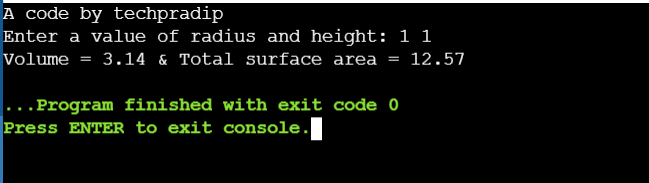 A code by techpradip
Enter a value of radius and height: 1 1
Volume = 3.14 & Total surface area = 12.57
...Program finished with exit code 0
Press ENTER to exit console.